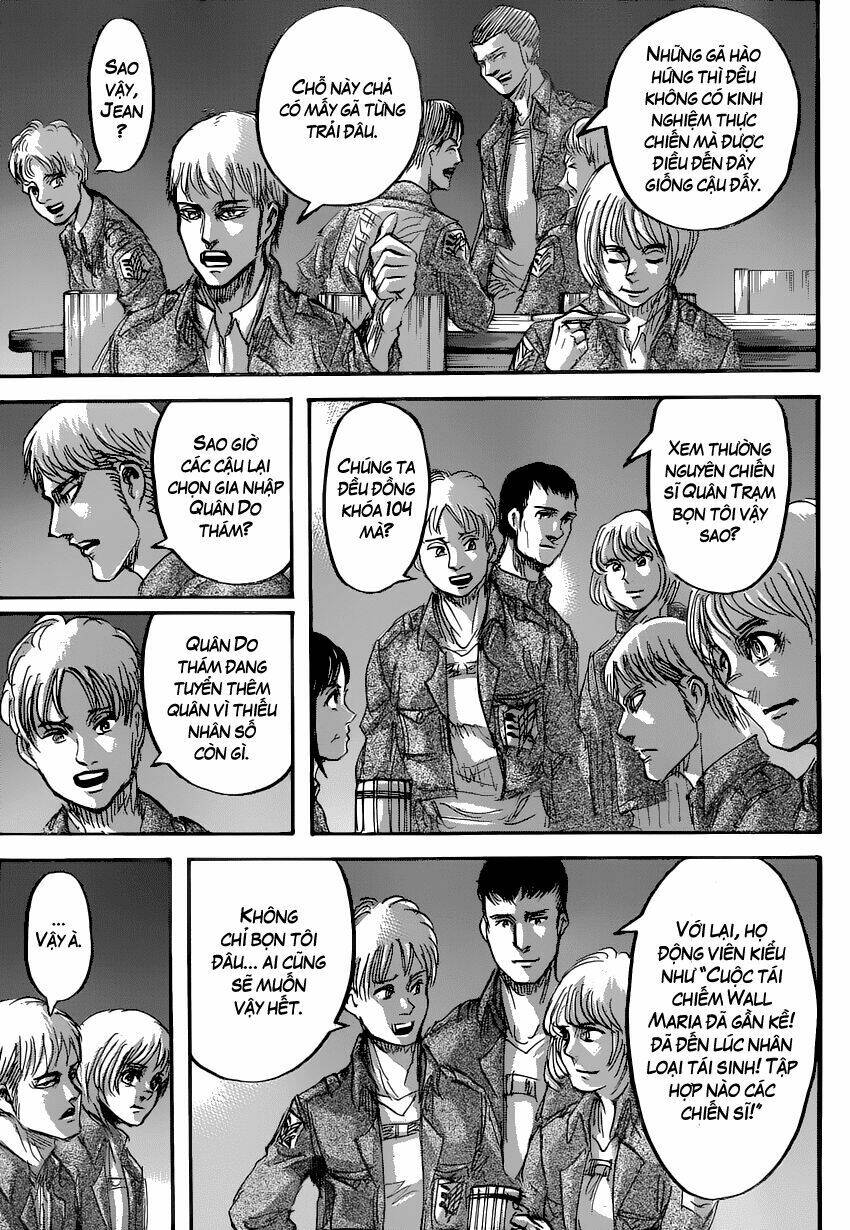 NHỮNG GÃ HÀO
HỨNG THÌ ĐỀU
KHÔNG CÓ KINH
NGHIỆM THỰC
CHIẾN MÀ ĐƯỢC
ĐIỀU ĐẾN ĐÂY
GIỐNG CẬU ĐẤY.
CHỖ NÀY CHẢ
CÓ MẤY GÃ TỪNG
TRẢI ĐÂU.
SAO
VẬY,
JEAN
?
XEM THƯỜNG
NGUYÊN CHIẾN
SĨ QUÂN TRẠM
BỌN TÔI VẬY
SAO?
CHÚNG TA
ĐỀU ĐỒNG
KHÓA 104
MÀ?
SAO GIỜ
CÁC CẬU LẠI
CHỌN GIA NHẬP
QUÂN DO
THÁM?
QUÂN DO
THÁM ĐANG
TUYỂN THÊM
QUÂN VÌ THIẾU
NHÂN SỐ
CÒN GÌ.
VỚI LẠI, HỌ
ĐỘNG VIÊN KIỂU
NHƯ "CUỘC TÁI
CHIẾM WALL
MARIA ĐÃ GẦN KỀ!
ĐÃ ĐẾN LÚC NHÂN
LOẠI TÁI SINH! TẬP
HỢP NÀO CÁC
CHIẾN SĨ!"
KHÔNG
CHỈ BỌN TÔI
ĐÂU... AI CŨNG
SẼ MUỐN
VẬY HẾT.
...
VẬY À.